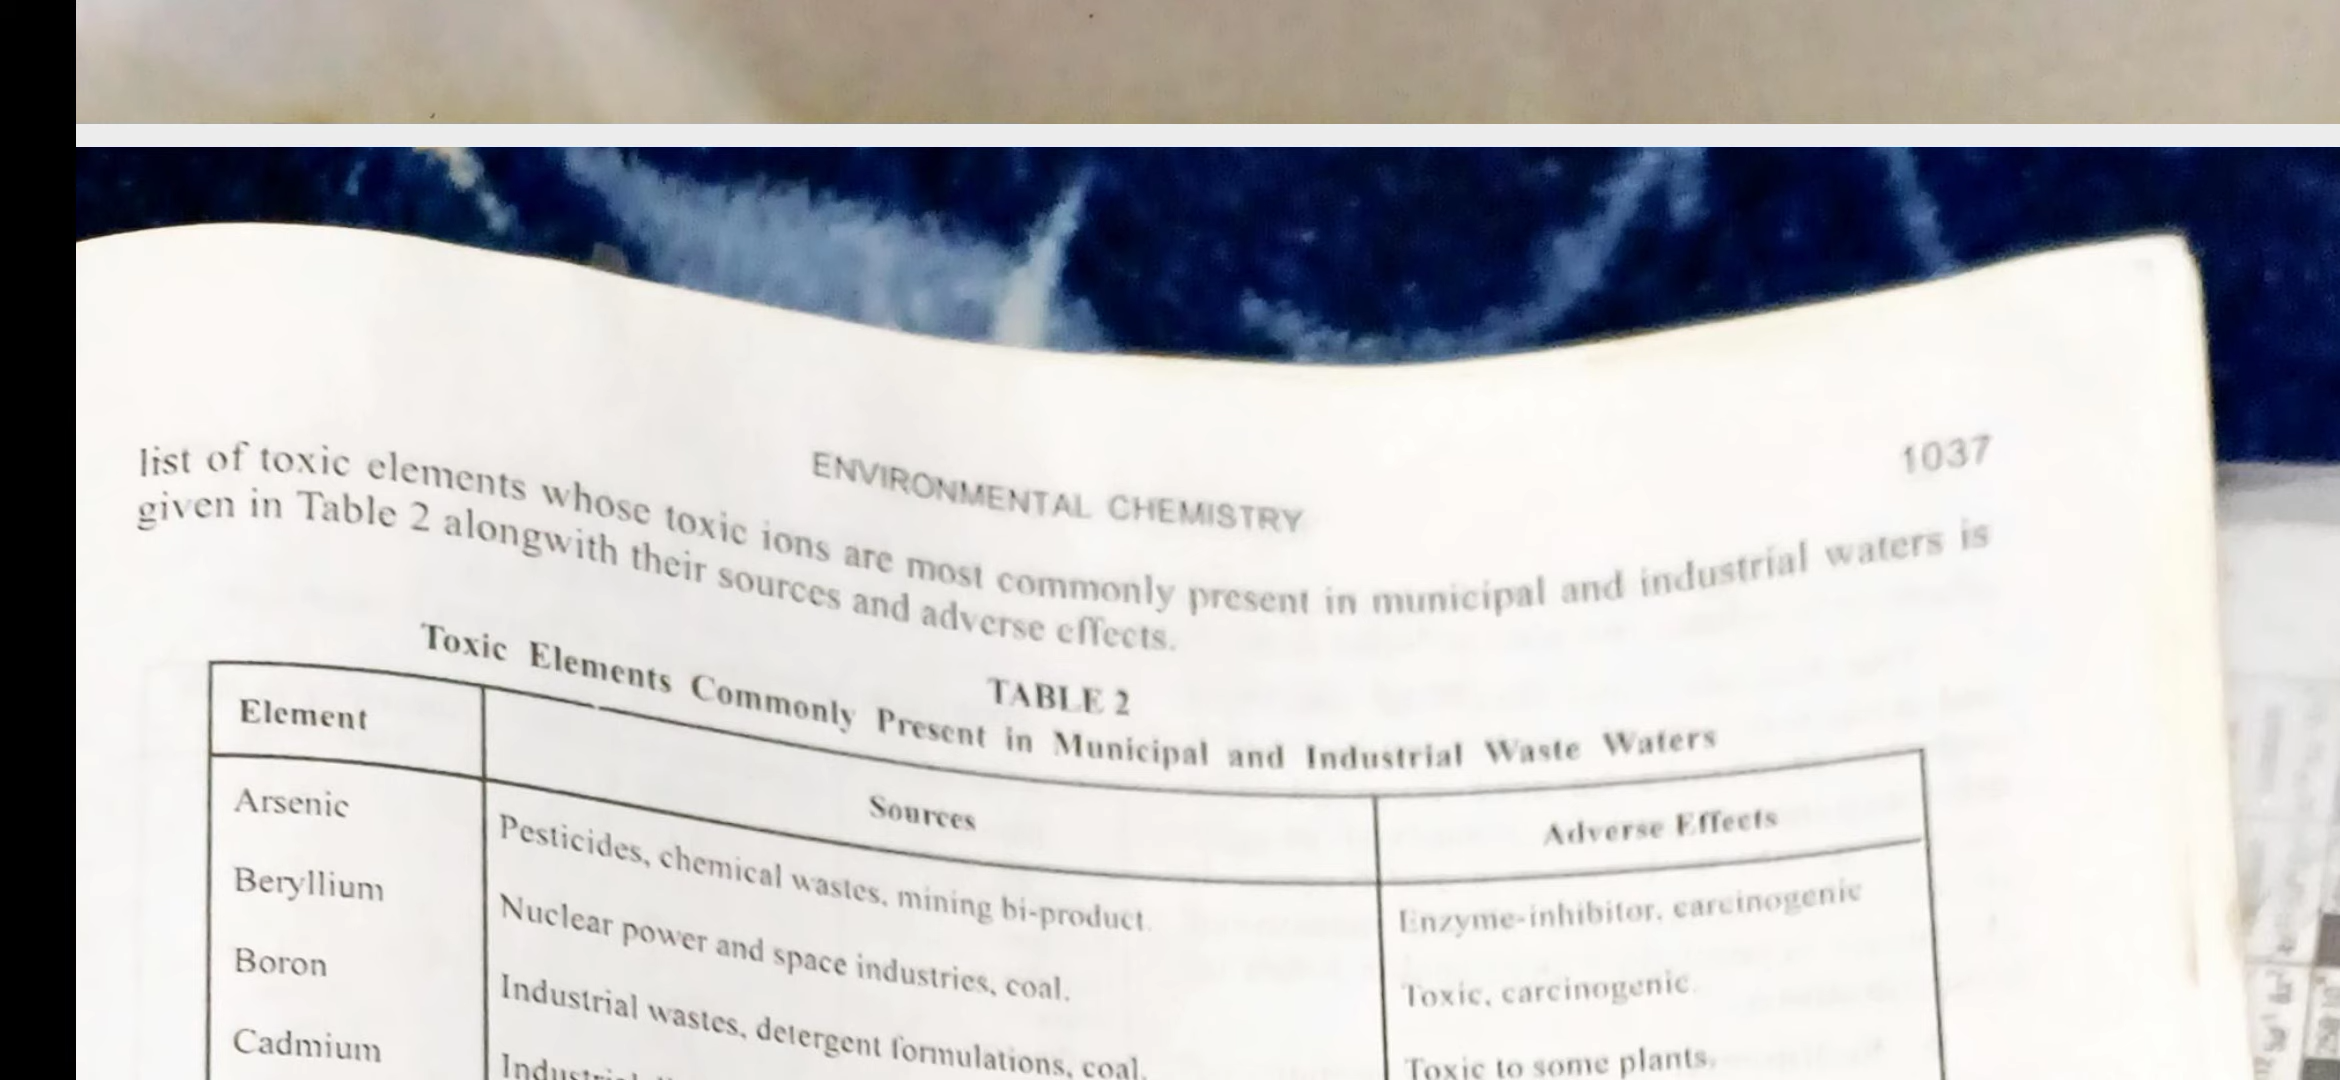 ENVIRONMENTAL CHEMISTRY
1037
list of toxic elements whose toxic ions are most commonly present in municipal and industrial waters is
given in Table 2 alongwith their sources and adverse effects.
TABLE 2
Toxic Elements Commonly Present in Municipal and Industrial Waste Waters
Element Sources Adverse Effects
Arsenic Pesticides, chemical wastes, mining bi-product. Enzyme-inhibitor, carcinogenic
Beryllium Nuclear power and space industries, coal. Toxic, carcinogenic.
Boron Industrial wastes, detergent formulations, coal. Toxic to some plants.
Cadmium